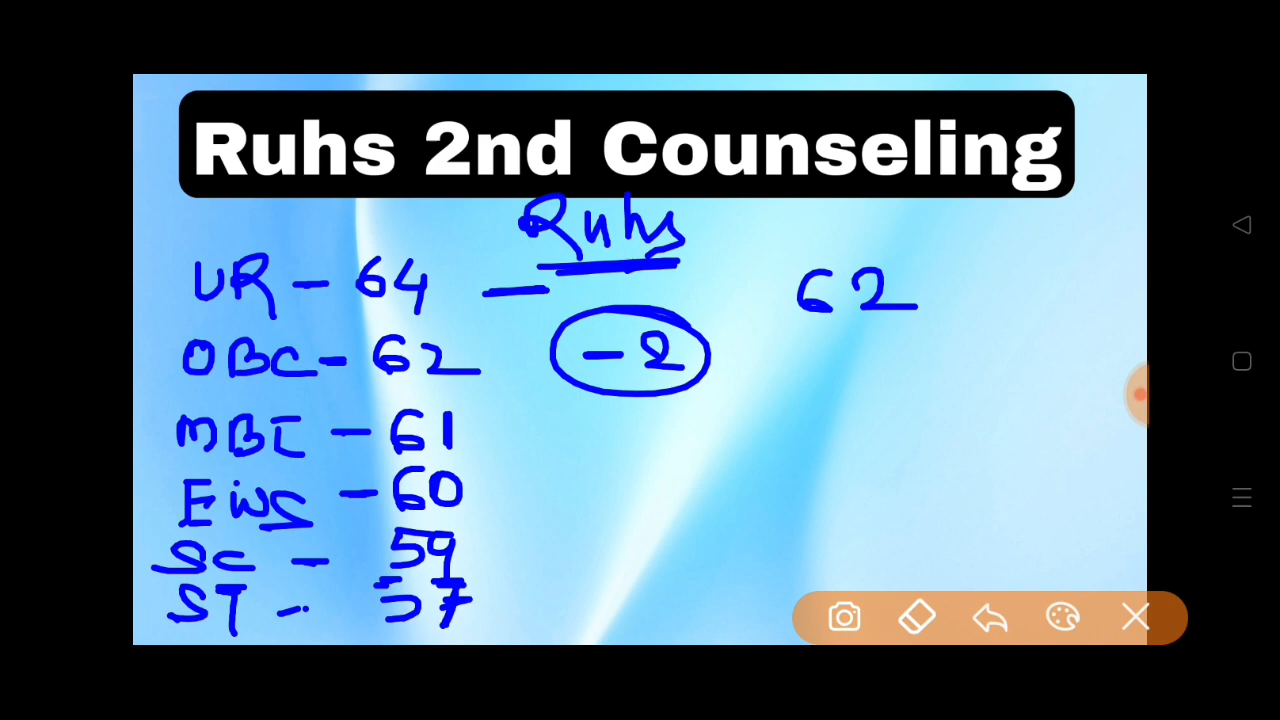 Ruhs 2nd Counseling
Ruhs
UR - 64 - 62
OBC - 62 - 2
MBC - 61
EWS - 60
SC - 59
ST - 57